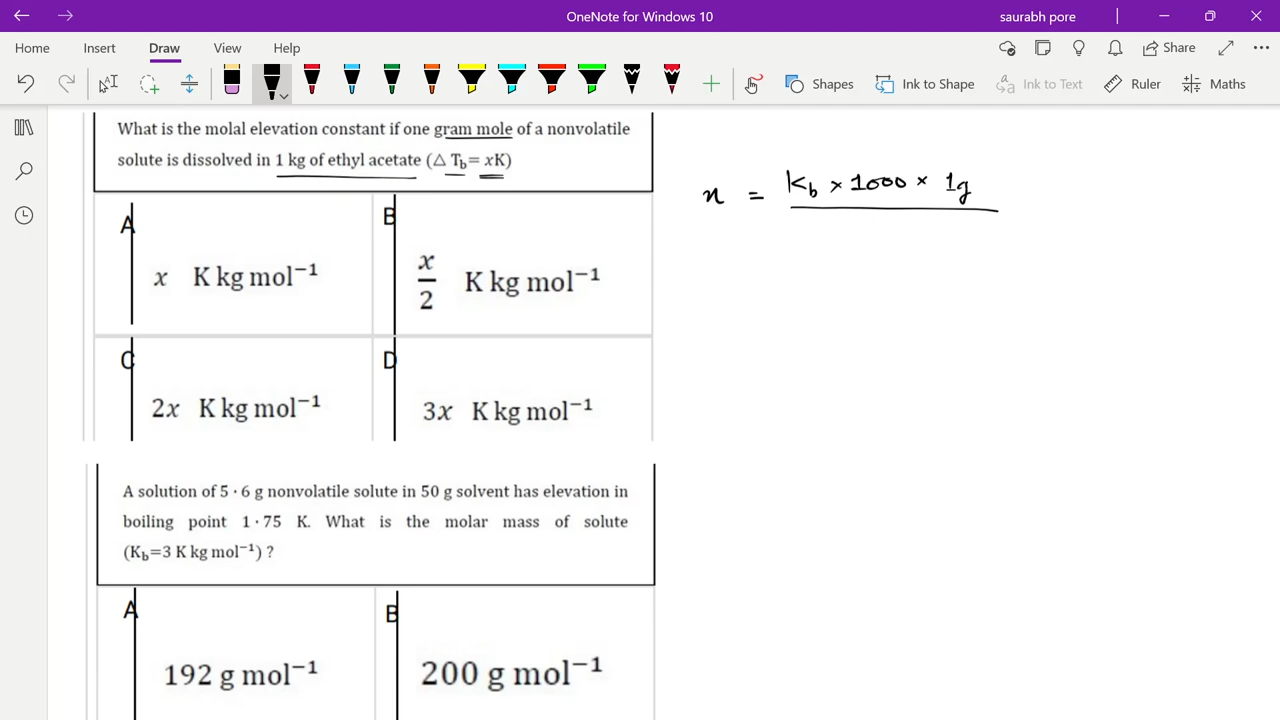 OneNote for Windows 10
saurabh pore
Home Insert Draw View Help
Share
Shapes Ink to Shape Ink to Text Ruler Maths
What is the molal elevation constant if one gram mole of a nonvolatile
solute is dissolved in 1 kg of ethyl acetate (△ Tb= xK)
x = Kb × 1000 × 1g
A
x K kg mol⁻¹
B
x/2 K kg mol⁻¹
C
2x K kg mol⁻¹
D
3x K kg mol⁻¹
A solution of 5·6 g nonvolatile solute in 50 g solvent has elevation in
boiling point 1·75 K. What is the molar mass of solute
(Kb=3 K kg mol⁻¹) ?
A
192 g mol⁻¹
B
200 g mol⁻¹